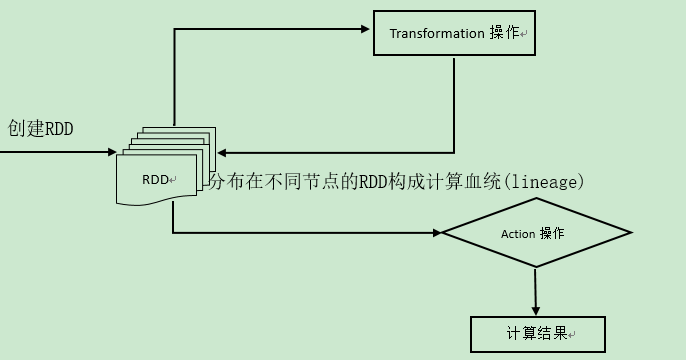 Transformation 操作
创建RDD
RDD
分布在不同节点的RDD构成计算血统(lineage)
Action 操作
计算结果